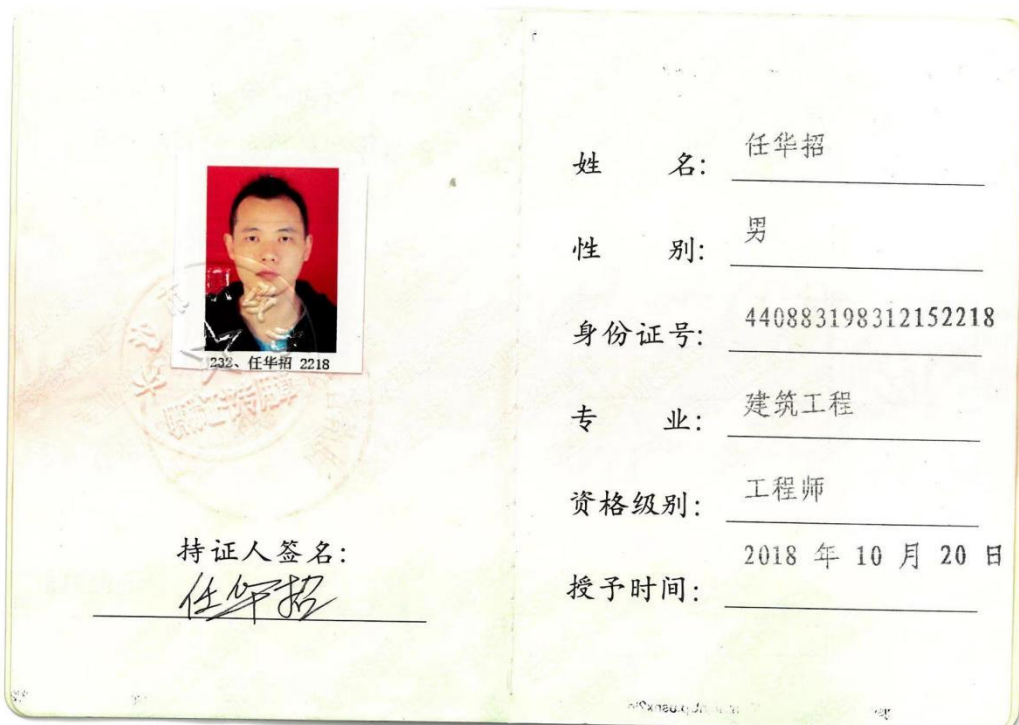 232、任华招 2218
持证人签名：
任华招
姓 名： 任华招
性 别： 男
身份证号： 440883198312152218
专 业： 建筑工程
资格级别： 工程师
授予时间： 2018 年 10 月 20 日